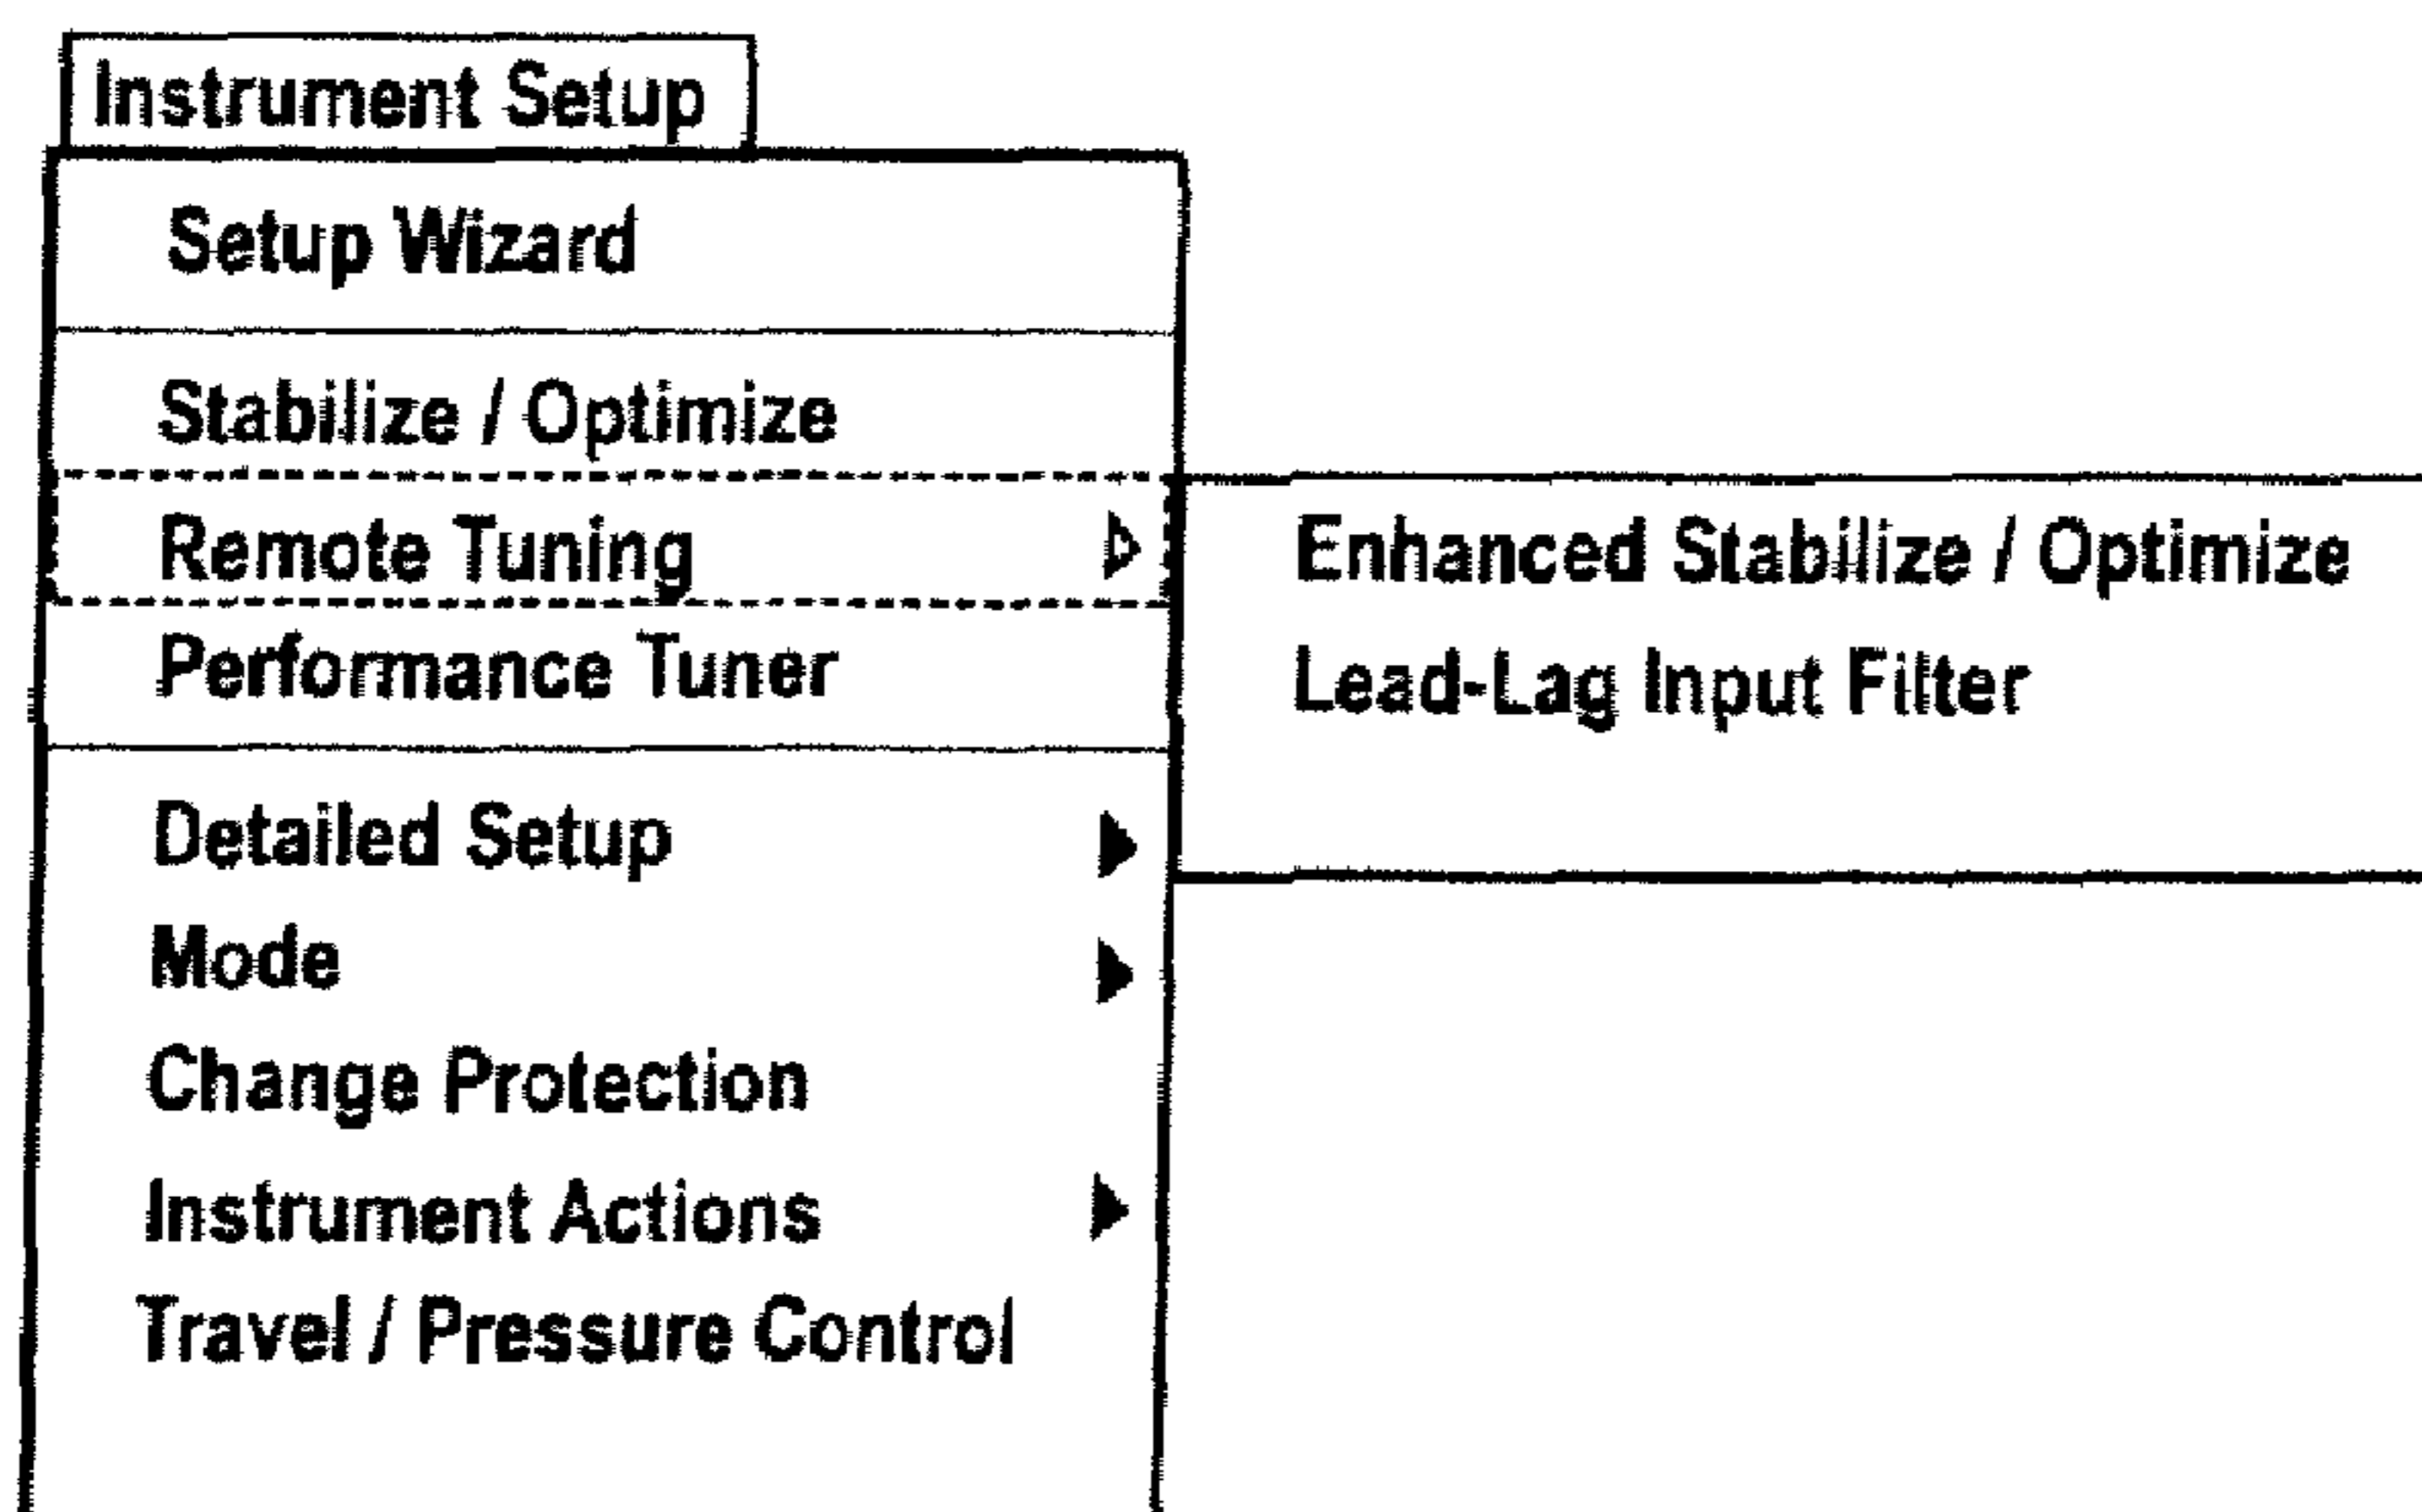 Instrument Setup
Setup Wizard
Stabilize / Optimize
Remote Tuning
Enhanced Stabilize / Optimize
Performance Tuner
Lead-Lag Input Filter
Detailed Setup
Mode
Change Protection
Instrument Actions
Travel / Pressure Control